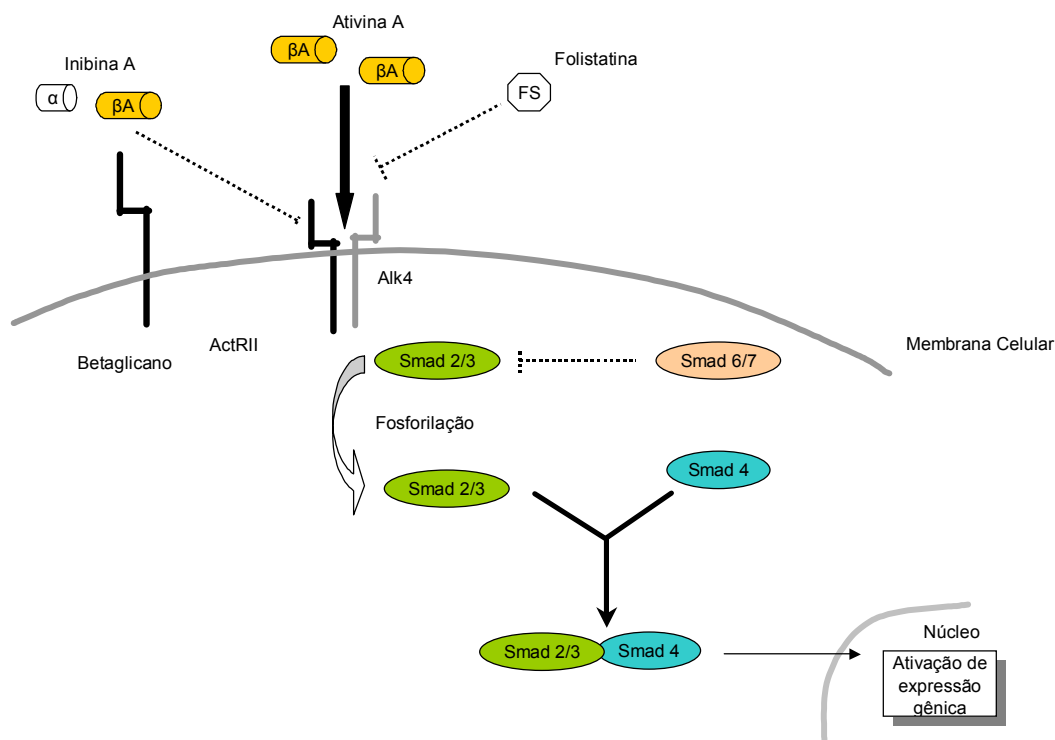 Ativina A
βA
βA
Inibina A
α
βA
Folistatina
FS
Alk4
ActRII
Betaglicano
Membrana Celular
Smad 2/3
Smad 6/7
Fosforilação
Smad 2/3
Smad 4
Smad 2/3
Smad 4
Núcleo
Ativação de
expressão
gênica